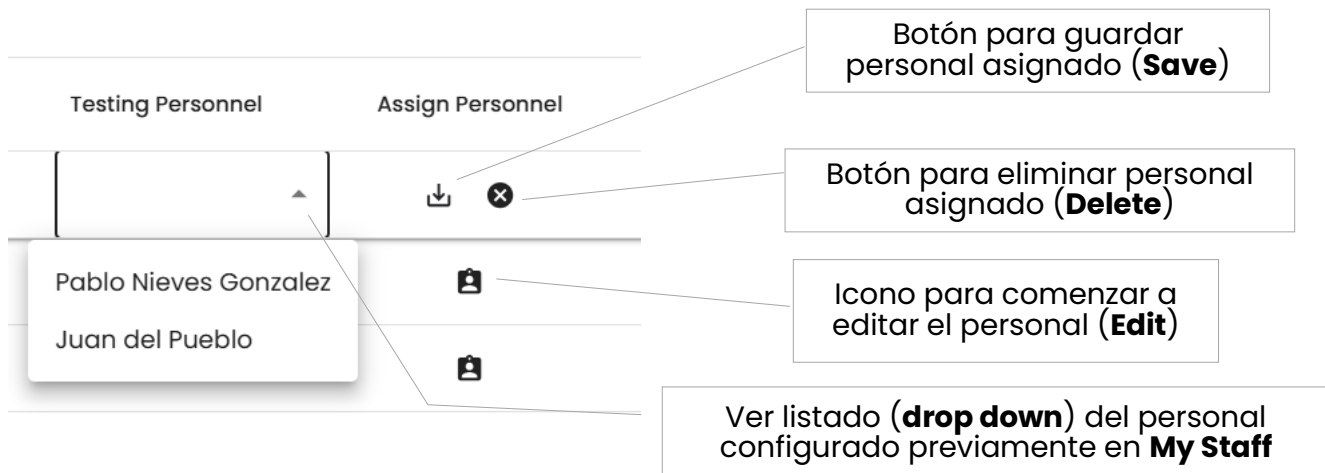 Botón para guardar
personal asignado (Save)
Testing Personnel
Assign Personnel
Botón para eliminar personal
asignado (Delete)
Pablo Nieves Gonzalez
Juan del Pueblo
Icono para comenzar a
editar el personal (Edit)
Ver listado (drop down) del personal
configurado previamente en My Staff